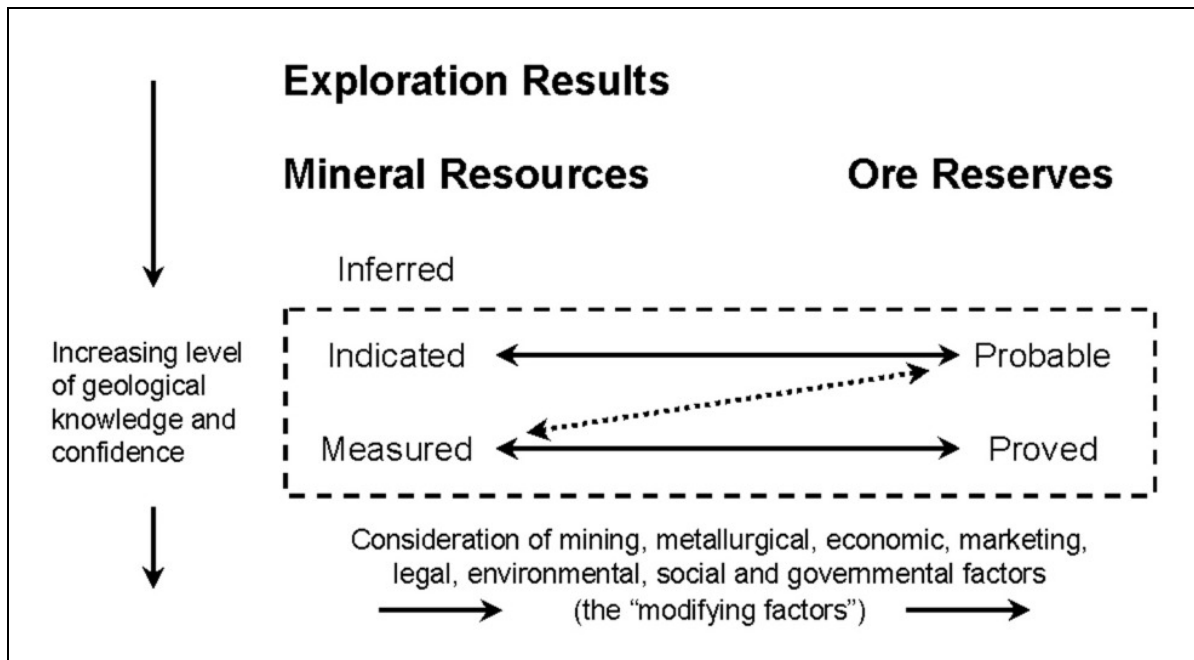 Exploration Results
Mineral Resources
Ore Reserves
Inferred
Increasing level
of geological
knowledge and
confidence
Indicated
Probable
Measured
Proved
Consideration of mining, metallurgical, economic, marketing,
legal, environmental, social and governmental factors
(the “modifying factors”)